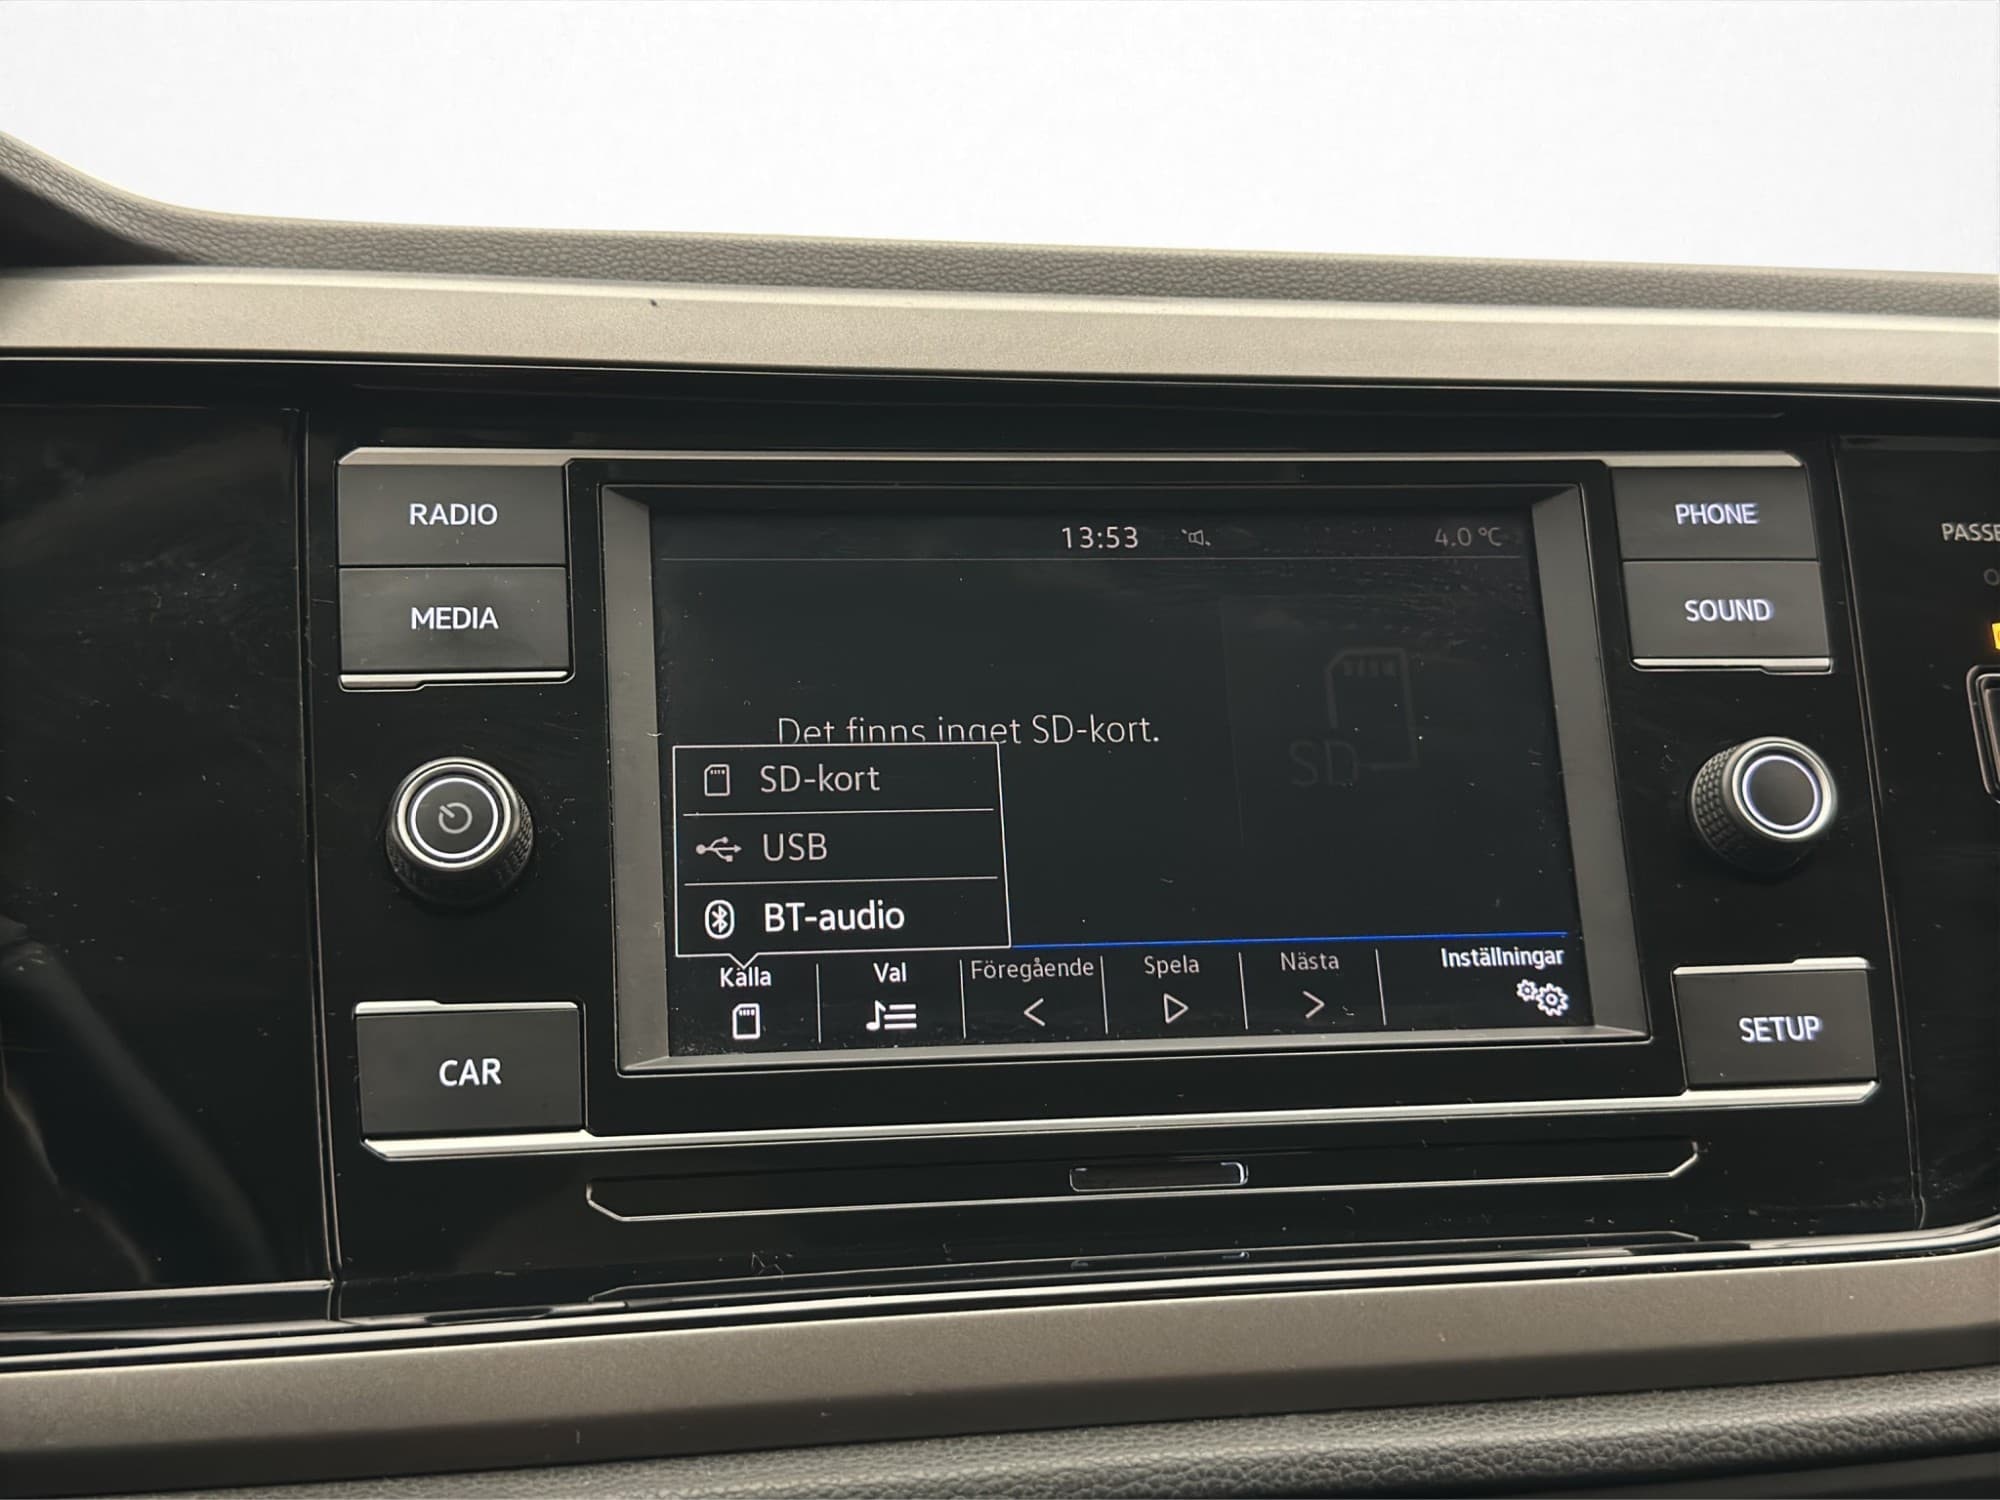 RADIO
MEDIA
CAR
13:53
4.0 °C
Det finns inget SD-kort.
SD
SD-kort
USB
BT-audio
Källa
Val
Föregående
Spela
Nästa
Inställningar
PHONE
SOUND
SETUP